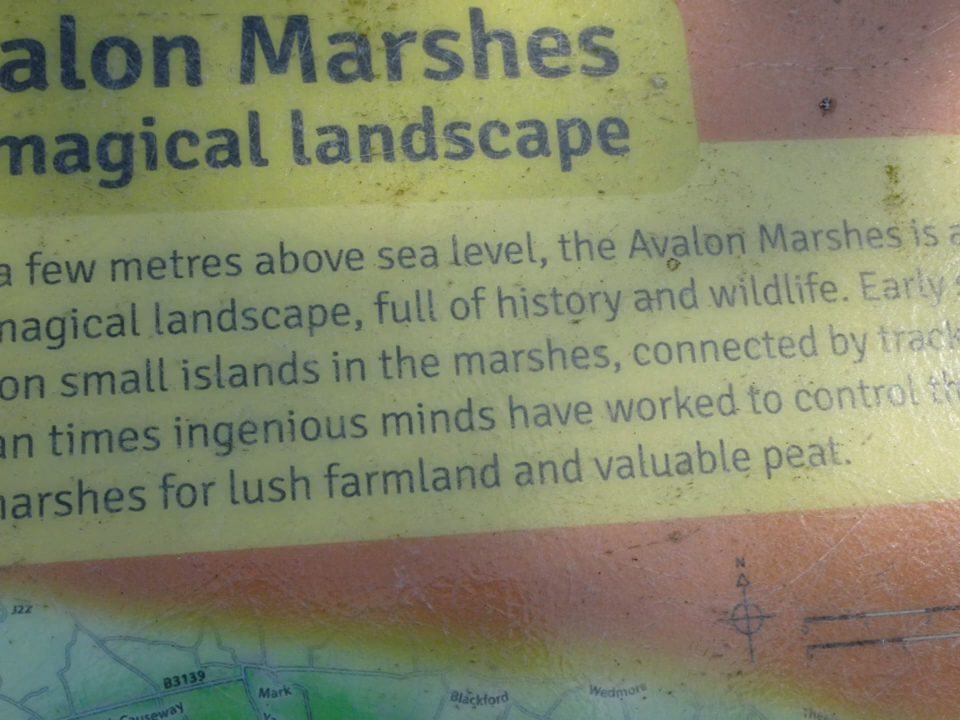 alon Marshes
magical landscape
a few metres above sea level, the Avalon Marshes is a
nagical landscape, full of history and wildlife. Early s
on small islands in the marshes, connected by track
an times ingenious minds have worked to control th
narshes for lush farmland and valuable peat.
N
J22
B3139
Mark
Blackford
Wedmore
Causeway